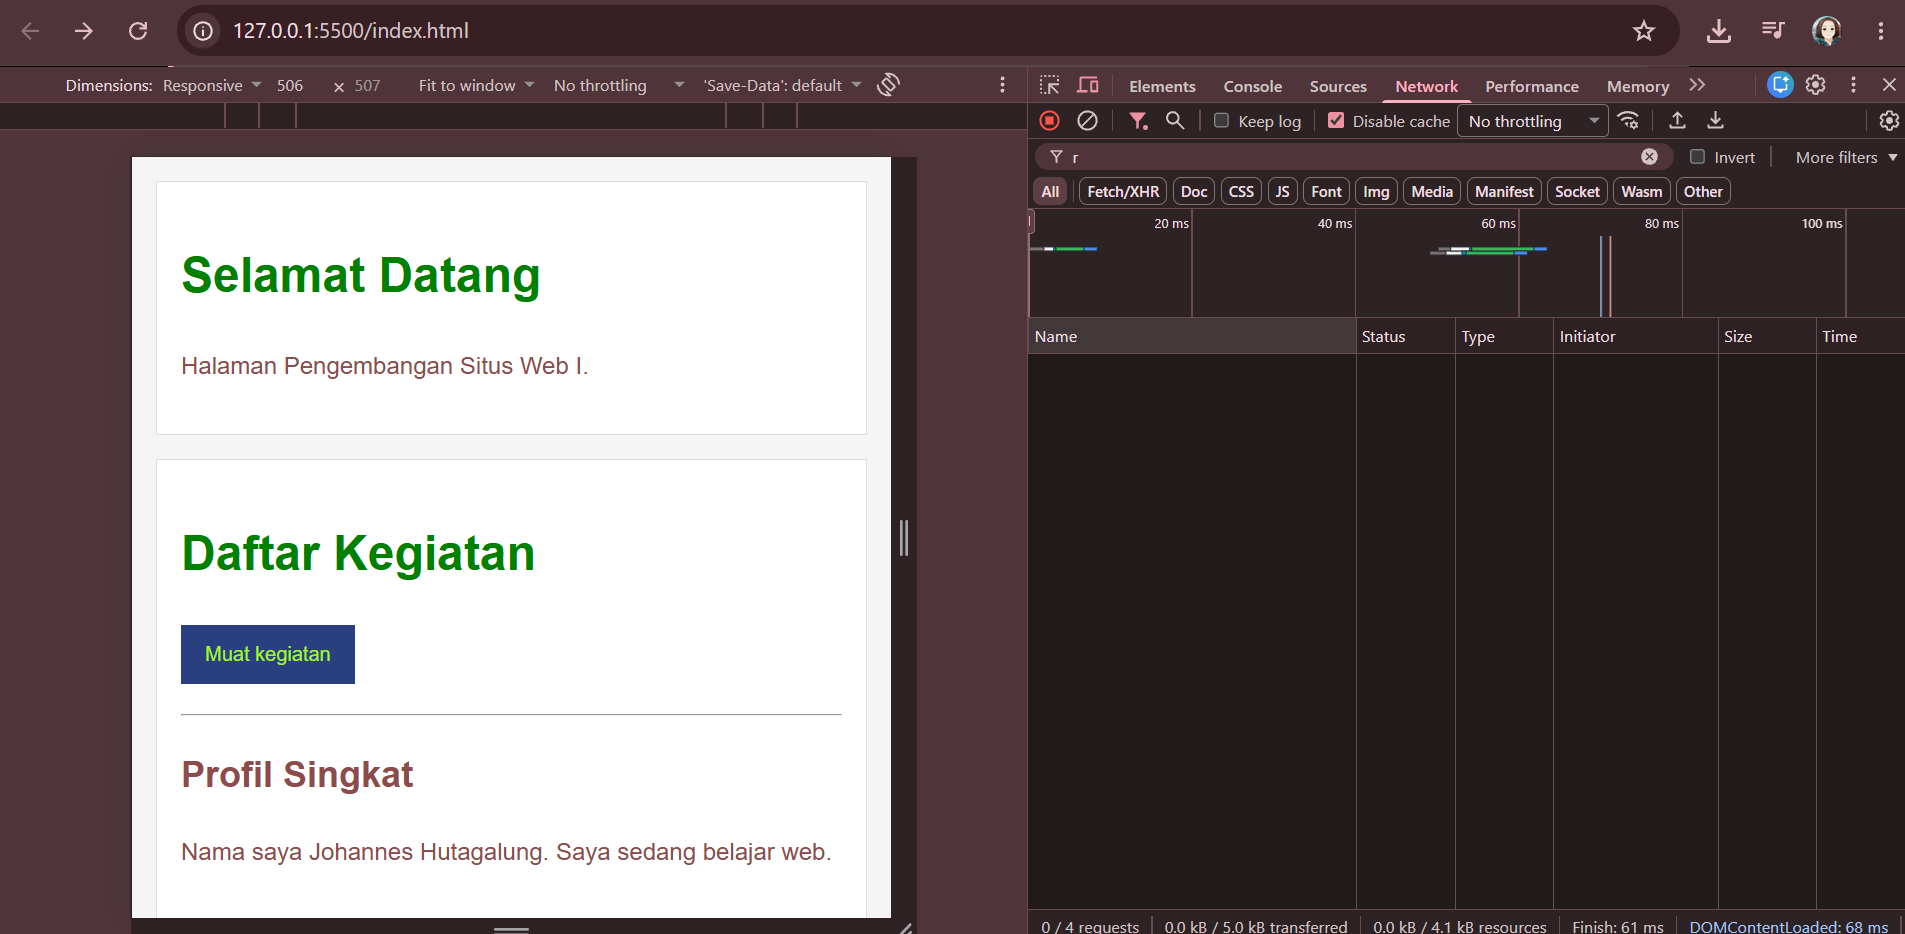 127.0.0.1:5500/index.html
Dimensions: Responsive 506 × 507 Fit to window No throttling 'Save-Data': default
Elements Console Sources Network Performance Memory
Keep log Disable cache No throttling
r Invert More filters
All Fetch/XHR Doc CSS JS Font Img Media Manifest Socket Wasm Other
20 ms 40 ms 60 ms 80 ms 100 ms
Name Status Type Initiator Size Time
0 / 4 requests 0.0 kB / 5.0 kB transferred 0.0 kB / 4.1 kB resources Finish: 61 ms DOMContentLoaded: 68 ms
Selamat Datang
Halaman Pengembangan Situs Web I.
Daftar Kegiatan
Muat kegiatan
Profil Singkat
Nama saya Johannes Hutagalung. Saya sedang belajar web.